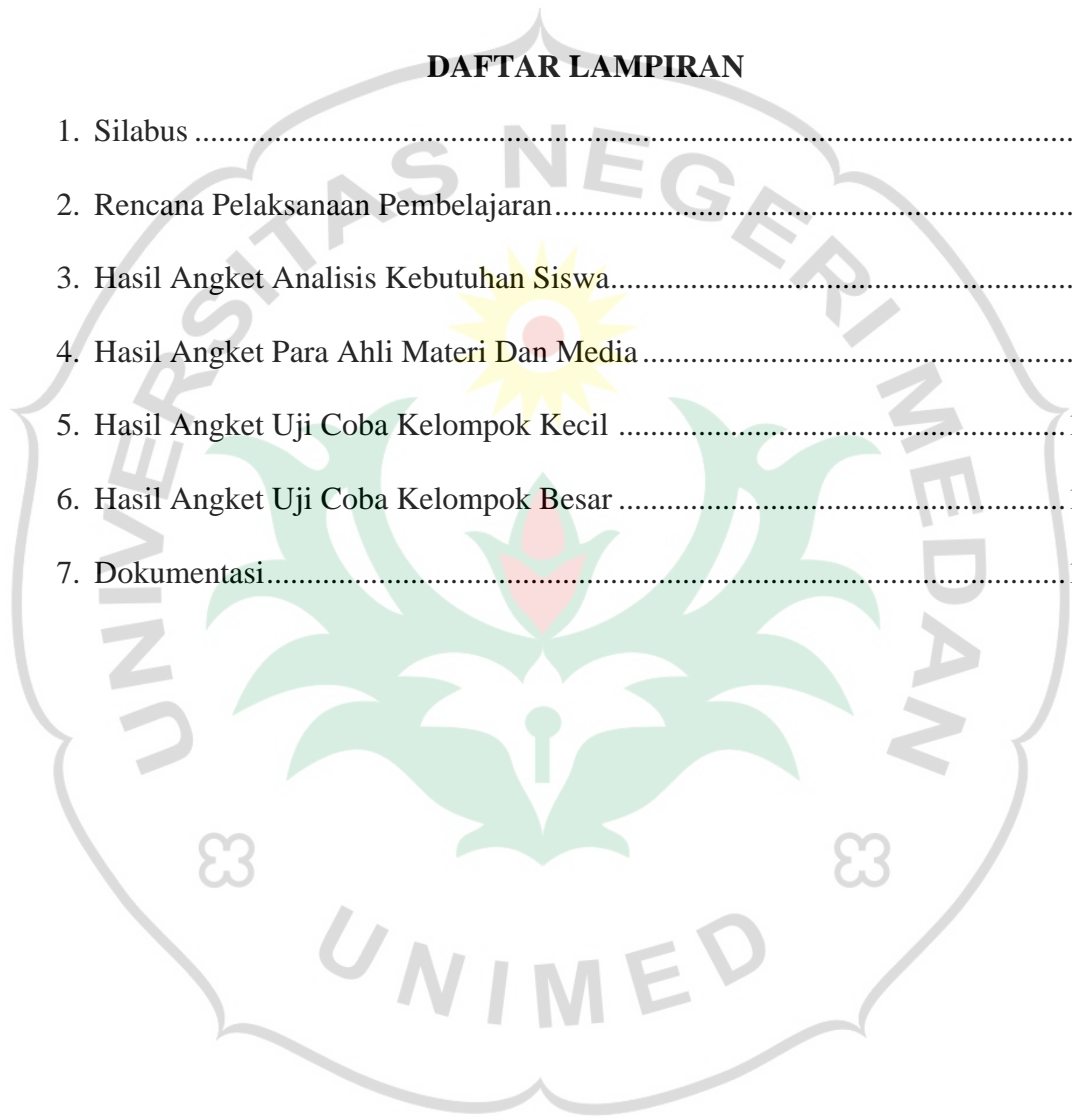 DAFTAR LAMPIRAN
1. Silabus ................................................................................................................
2. Rencana Pelaksanaan Pembelajaran.................................................................
3. Hasil Angket Analisis Kebutuhan Siswa..........................................................
4. Hasil Angket Para Ahli Materi Dan Media ......................................................
5. Hasil Angket Uji Coba Kelompok Kecil .........................................................
6. Hasil Angket Uji Coba Kelompok Besar .........................................................
7. Dokumentasi.....................................................................................................
UNIVERSITAS NEGERI MEDAN
UNIMED